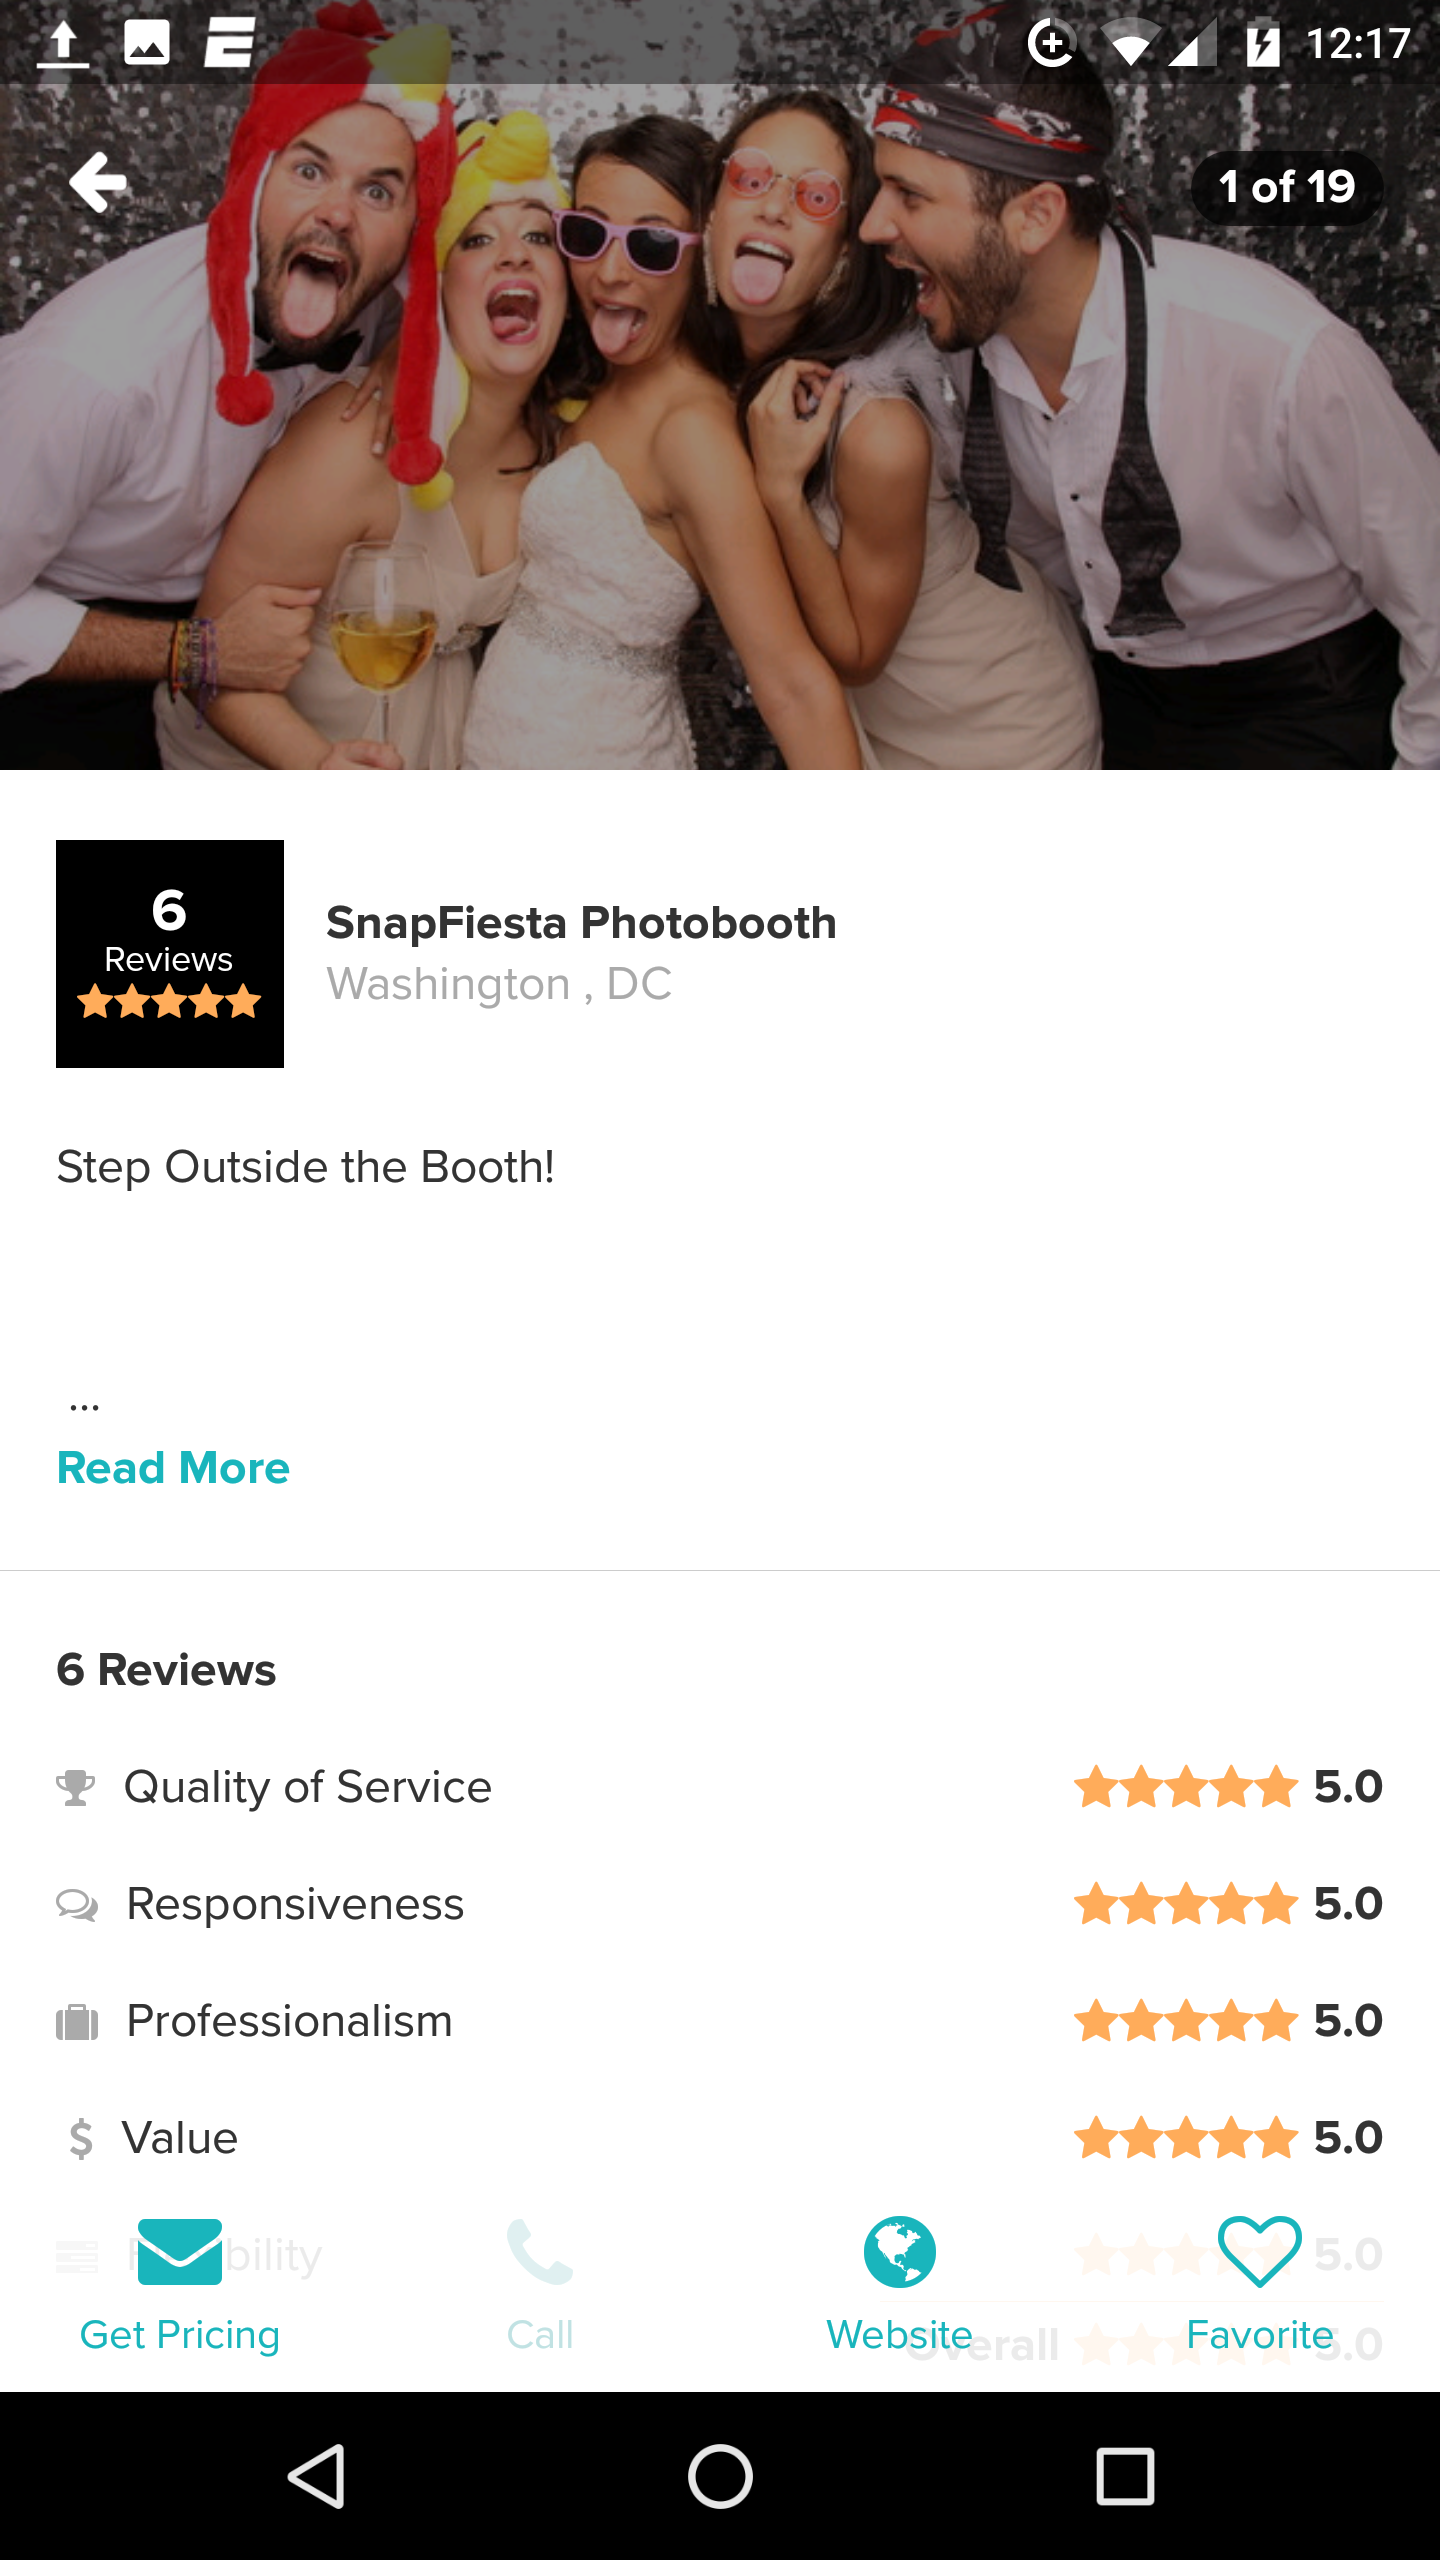 12:17
1 of 19
6
Reviews
SnapFiesta Photobooth
Washington , DC
Step Outside the Booth!
...
Read More
6 Reviews
Quality of Service 5.0
Responsiveness 5.0
Professionalism 5.0
$ Value 5.0
5.0
Get Pricing
Call
Website
Favorite
Overall 5.0